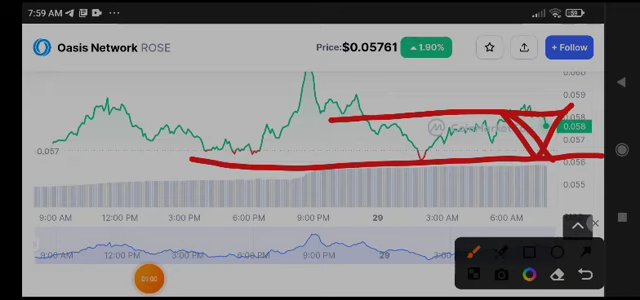 7:59 AM 59
Oasis Network ROSE Price:$0.05761 1.90% + Follow
0.060
0.059
0.058
0.058
0.057
0.056
0.055
9:00 AM 12:00 PM 3:00 PM 6:00 PM 9:00 PM 29 3:00 AM 6:00 AM
9:00 AM 12:00 PM 3:00 PM 6:00 PM 9:00 PM 29 3:00 AM
01:00